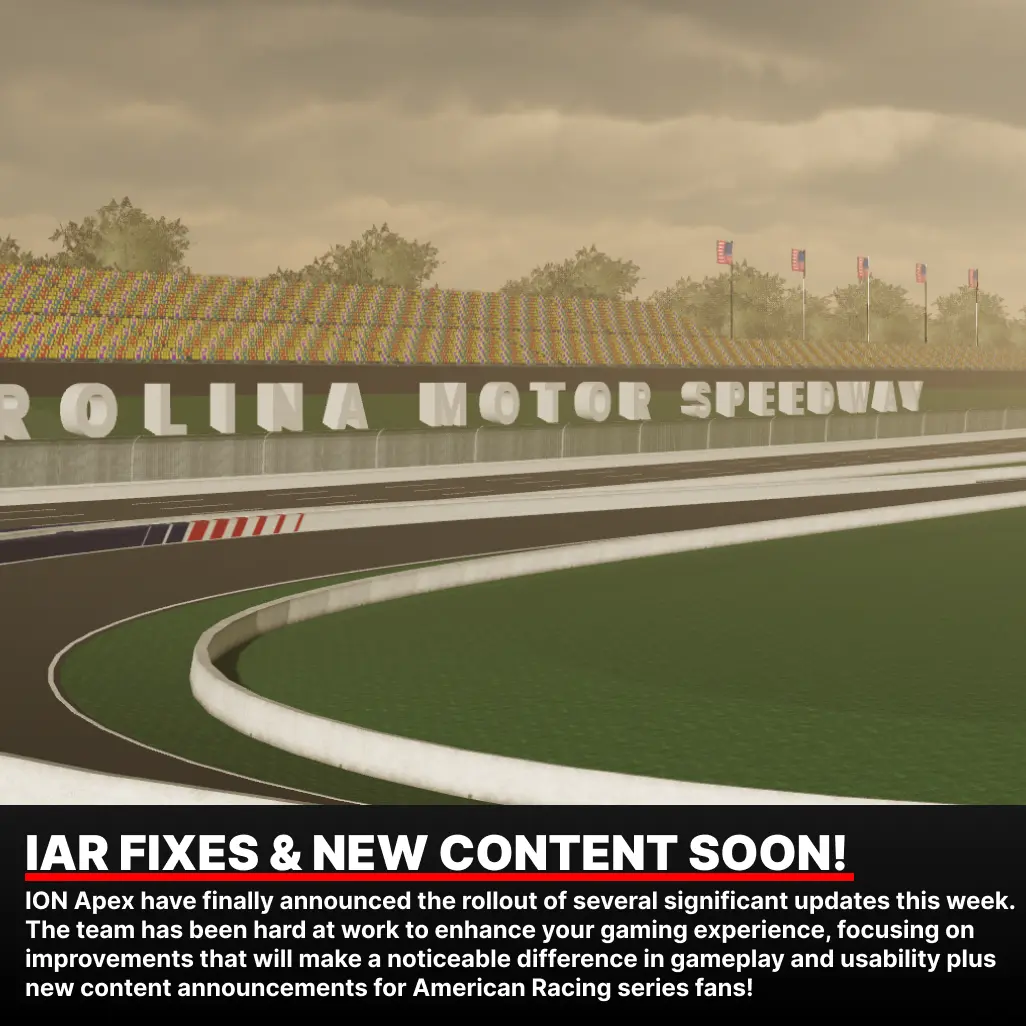 ROLINA MOTOR SPEEDWAY
IAR FIXES & NEW CONTENT SOON!
ION Apex have finally announced the rollout of several significant updates this week.
The team has been hard at work to enhance your gaming experience, focusing on
improvements that will make a noticeable difference in gameplay and usability plus
new content announcements for American Racing series fans!